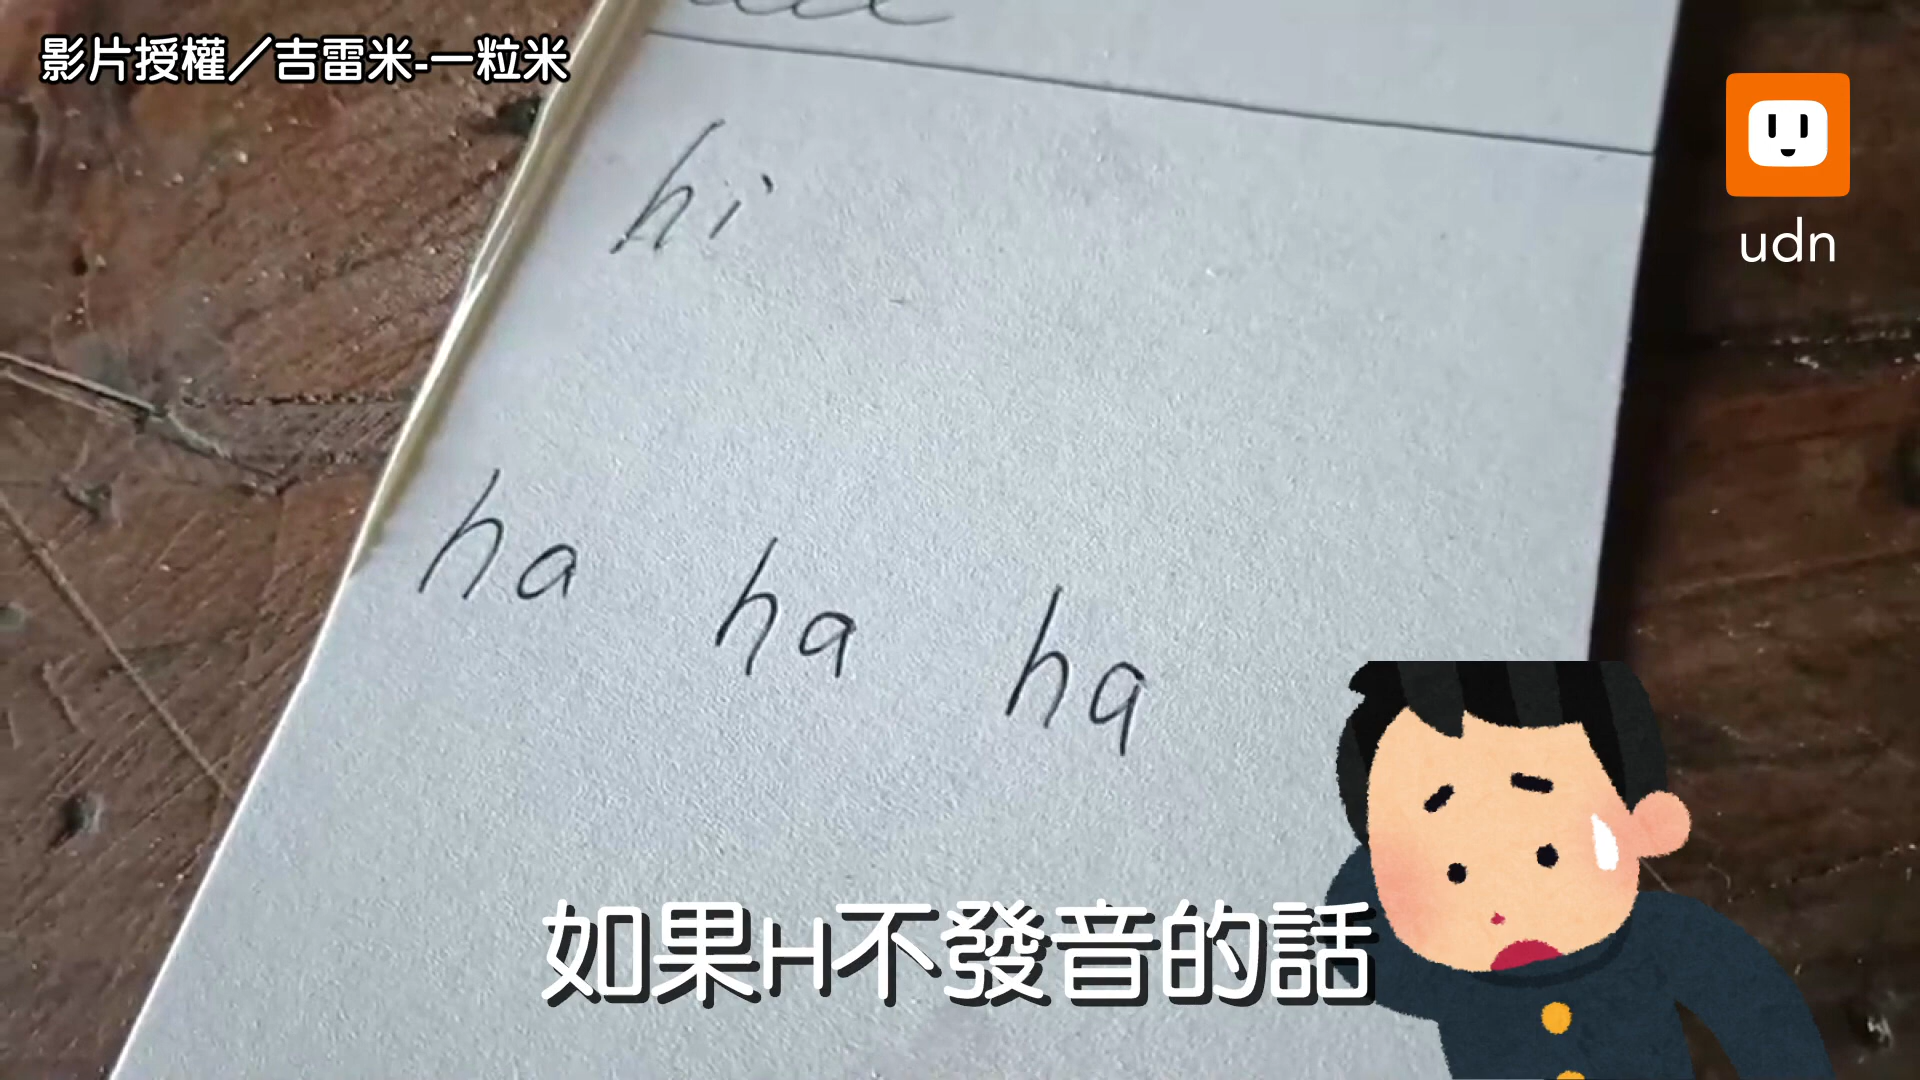 影片授權／吉雷米-一粒米
udn
hi
ha ha ha
如果H不發音的話